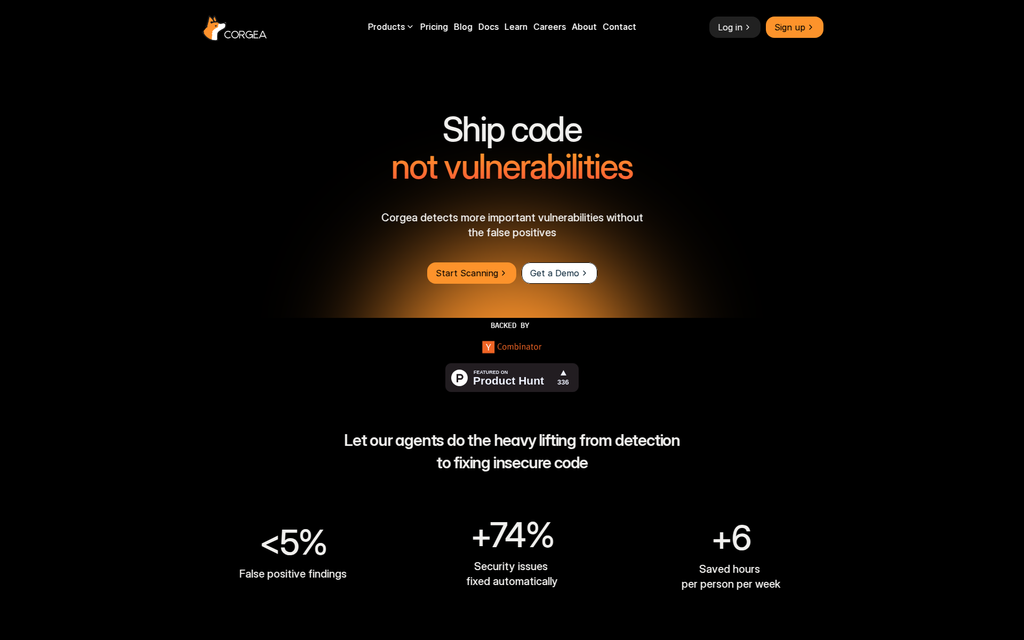 CORGEA
Products Pricing Blog Docs Learn Careers About Contact
Log in
Sign up
Ship code
not vulnerabilities
Corgea detects more important vulnerabilities without
the false positives
Start Scanning
Get a Demo
BACKED BY
Y Combinator
FEATURED ON
P Product Hunt
336
Let our agents do the heavy lifting from detection
to fixing insecure code
<5%
False positive findings
+74%
Security issues
fixed automatically
+6
Saved hours
per person per week